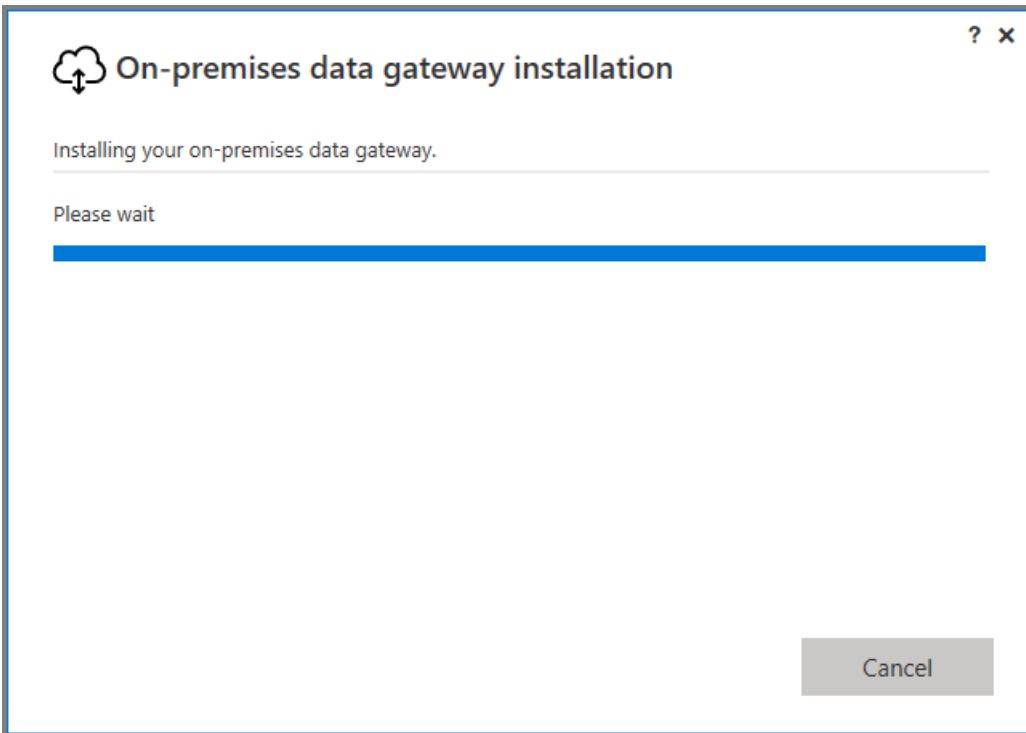 ? ×
On-premises data gateway installation
Installing your on-premises data gateway.
Please wait
Cancel